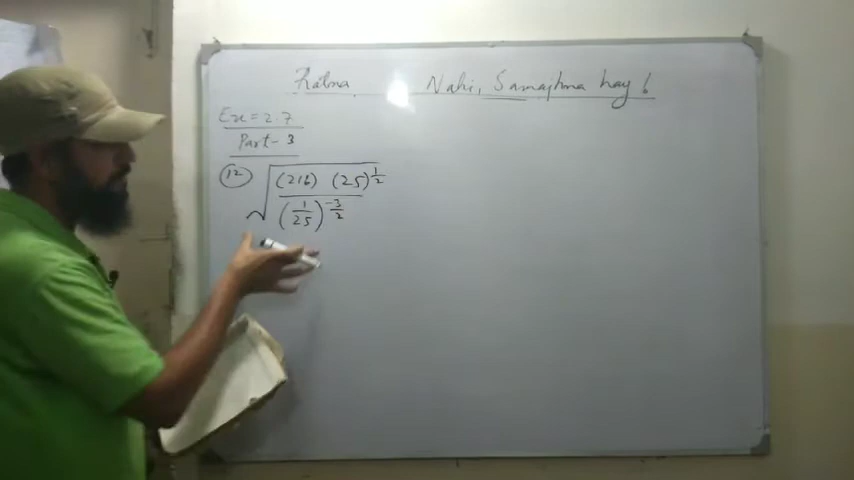 Ratna Nahi, Samajhna hay !
Ex = 2.7
Part - 3
(12) √((216) (25)^(1/2) / (1/25)^(-3/2))